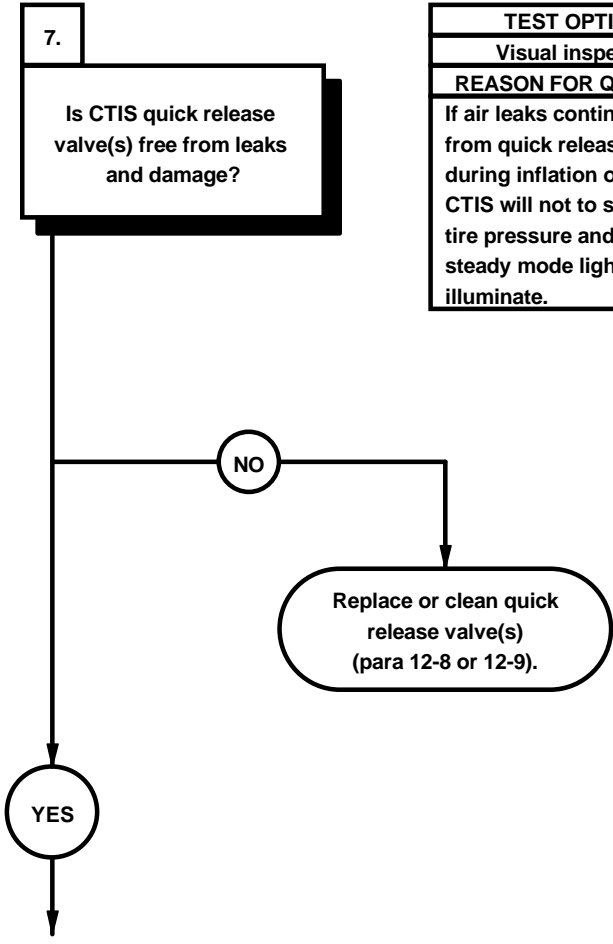 7.
Is CTIS quick release
valve(s) free from leaks
and damage?
TEST OPTI
Visual inspe
REASON FOR Q
If air leaks contin
from quick releas
during inflation o
CTIS will not to s
tire pressure and
steady mode ligh
illuminate.
NO
Replace or clean quick
release valve(s)
(para 12-8 or 12-9).
YES